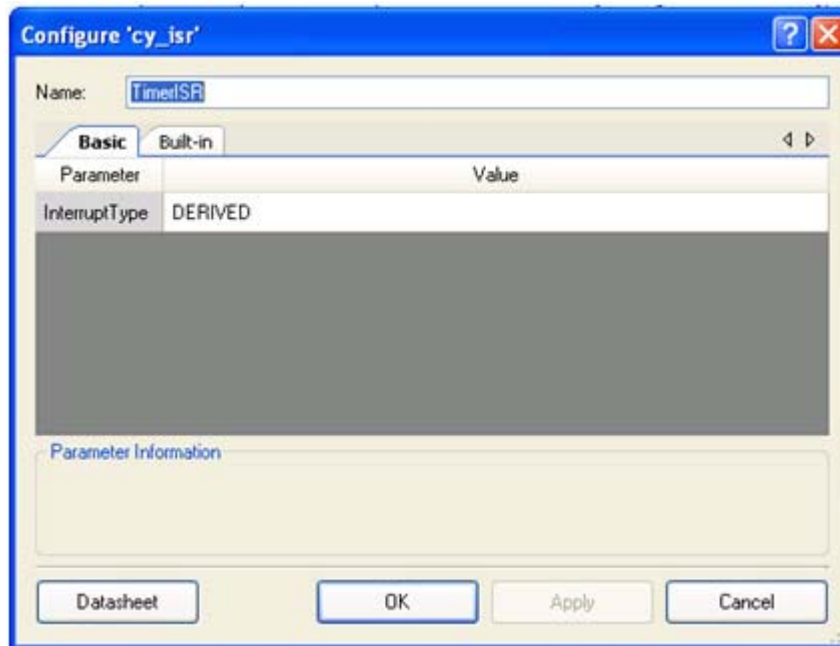 Configure 'cy_isr'
Name: TimerISR
Basic Built-in
Parameter Value
InterruptType DERIVED
Parameter Information
Datasheet OK Apply Cancel